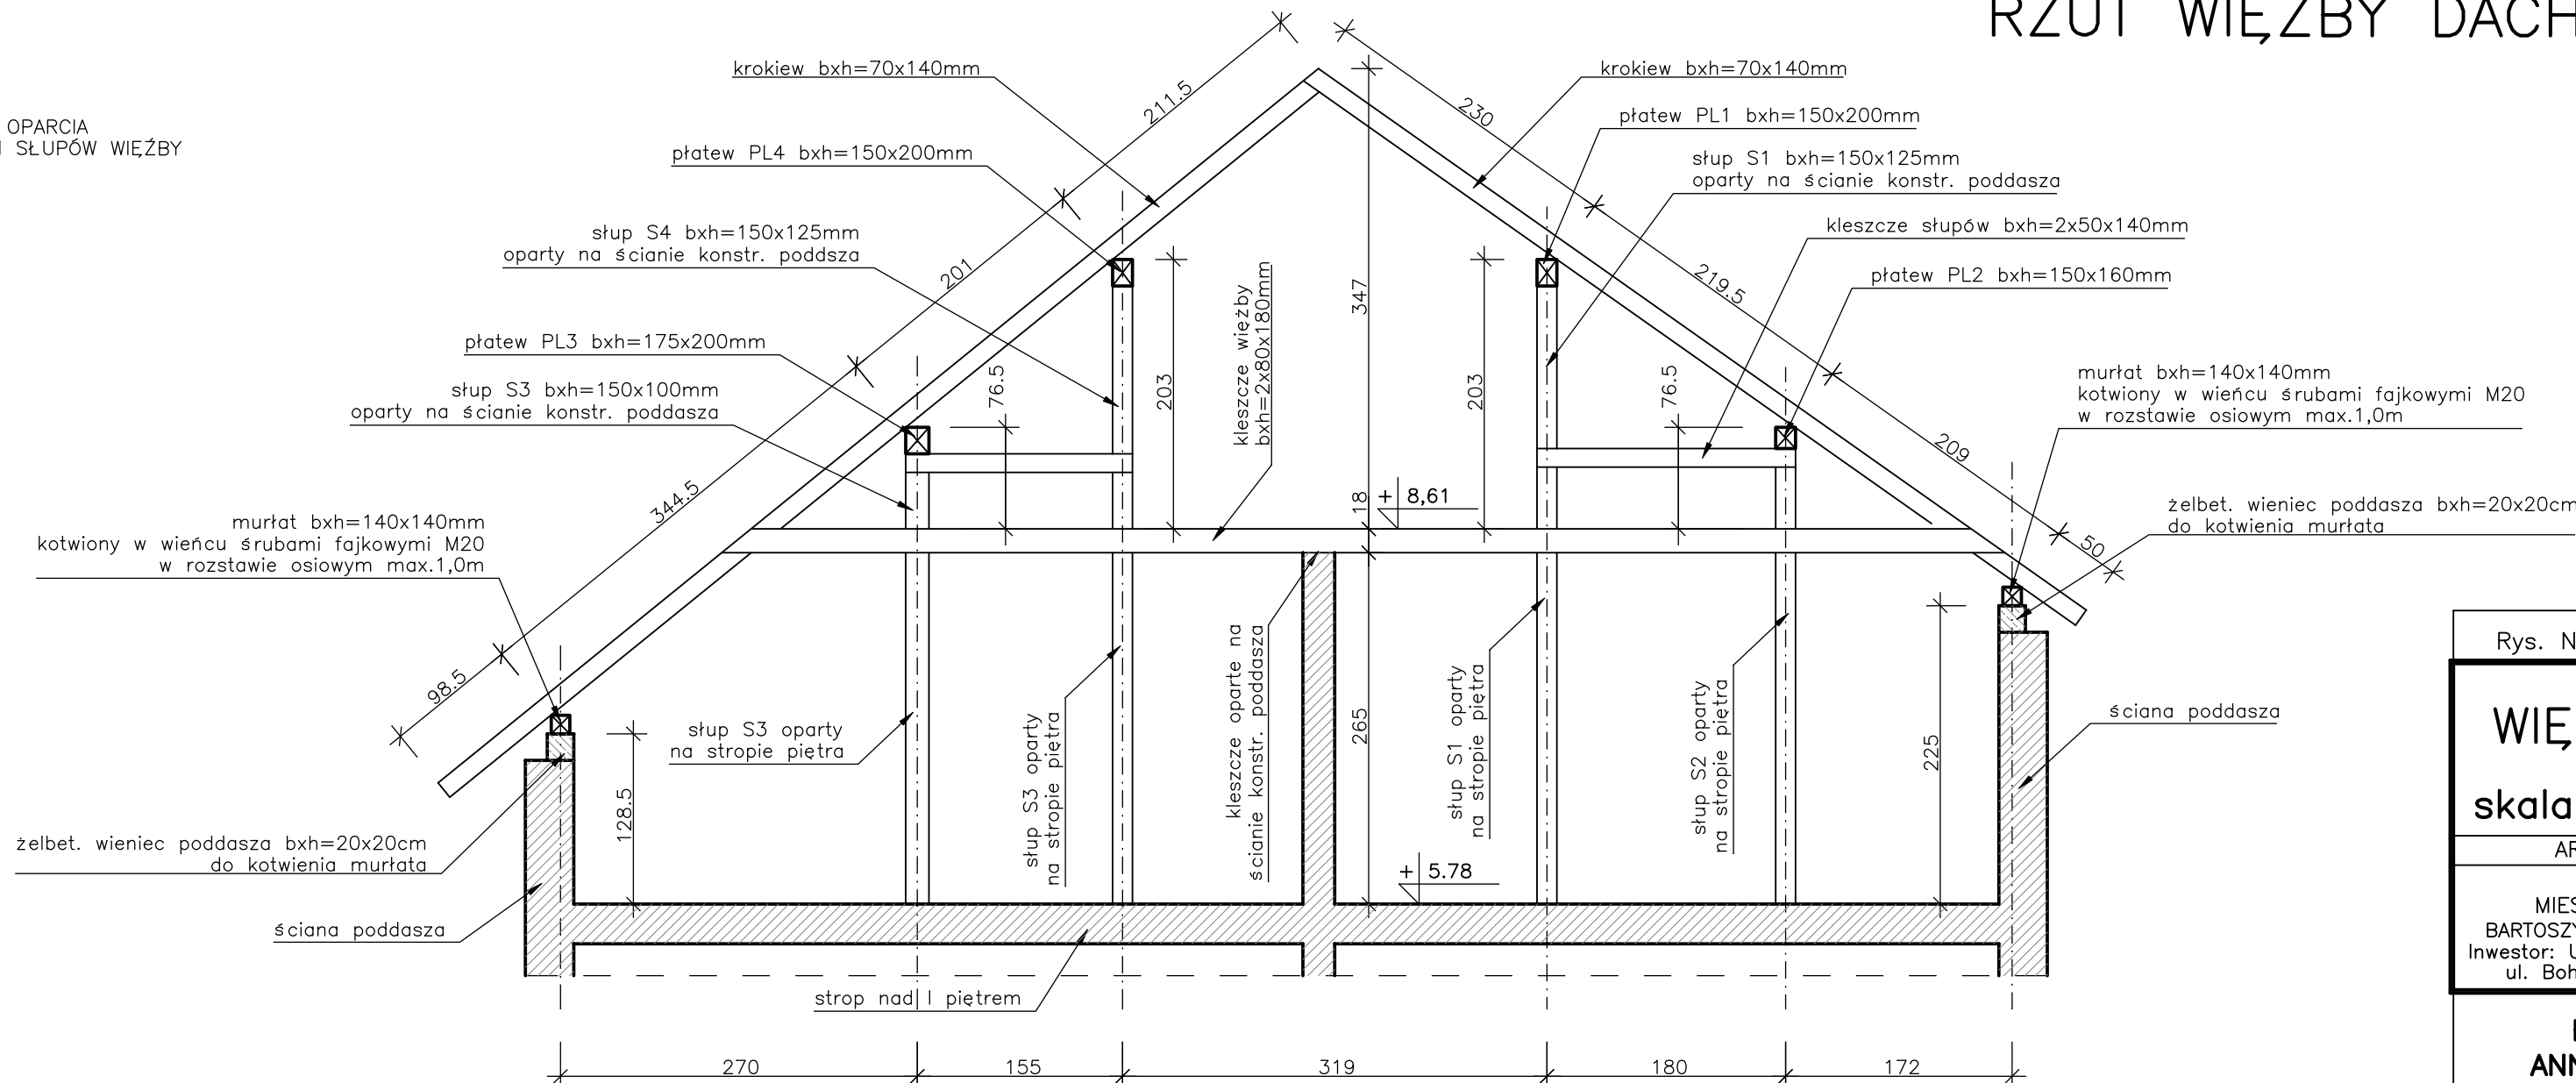 RZUT WIĘŹBY DACH
OPARCIA
SŁUPÓW WIĘŹBY
krokiew bxh=70x140mm
płatew PL4 bxh=150x200mm
słup S4 bxh=150x125mm
oparty na ścianie konstr. poddsza
płatew PL3 bxh=175x200mm
słup S3 bxh=150x100mm
oparty na ścianie konstr. poddasza
murłat bxh=140x140mm
kotwiony w wieńcu śrubami fajkowymi M20
w rozstawie osiowym max.1,0m
żelbet. wieniec poddasza bxh=20x20cm
do kotwienia murłata
ściana poddasza
211.5
201
344.5
98.5
128.5
76.5
203
kleszcze więźby
bxh=2x80x180mm
347
18
265
+ 8,61
+ 5.78
203
76.5
225
słup S3 oparty
na stropie piętra
słup S3 oparty
na stropie piętra
kleszcze oparte na
ścianie konstr. poddasza
słup S1 oparty
na stropie piętra
słup S2 oparty
na stropie piętra
strop nad I piętrem
krokiew bxh=70x140mm
płatew PL1 bxh=150x200mm
słup S1 bxh=150x125mm
oparty na ścianie konstr. poddasza
kleszcze słupów bxh=2x50x140mm
płatew PL2 bxh=150x160mm
murłat bxh=140x140mm
kotwiony w wieńcu śrubami fajkowymi M20
w rozstawie osiowym max.1,0m
żelbet. wieniec poddasza bxh=20x20cm
do kotwienia murłata
ściana poddasza
230
219.5
209
50
270
155
319
180
172
Rys. N
WIĘ
skala
AR
MIES
BARTOSZY
Inwestor: U
ul. Boh
ANN